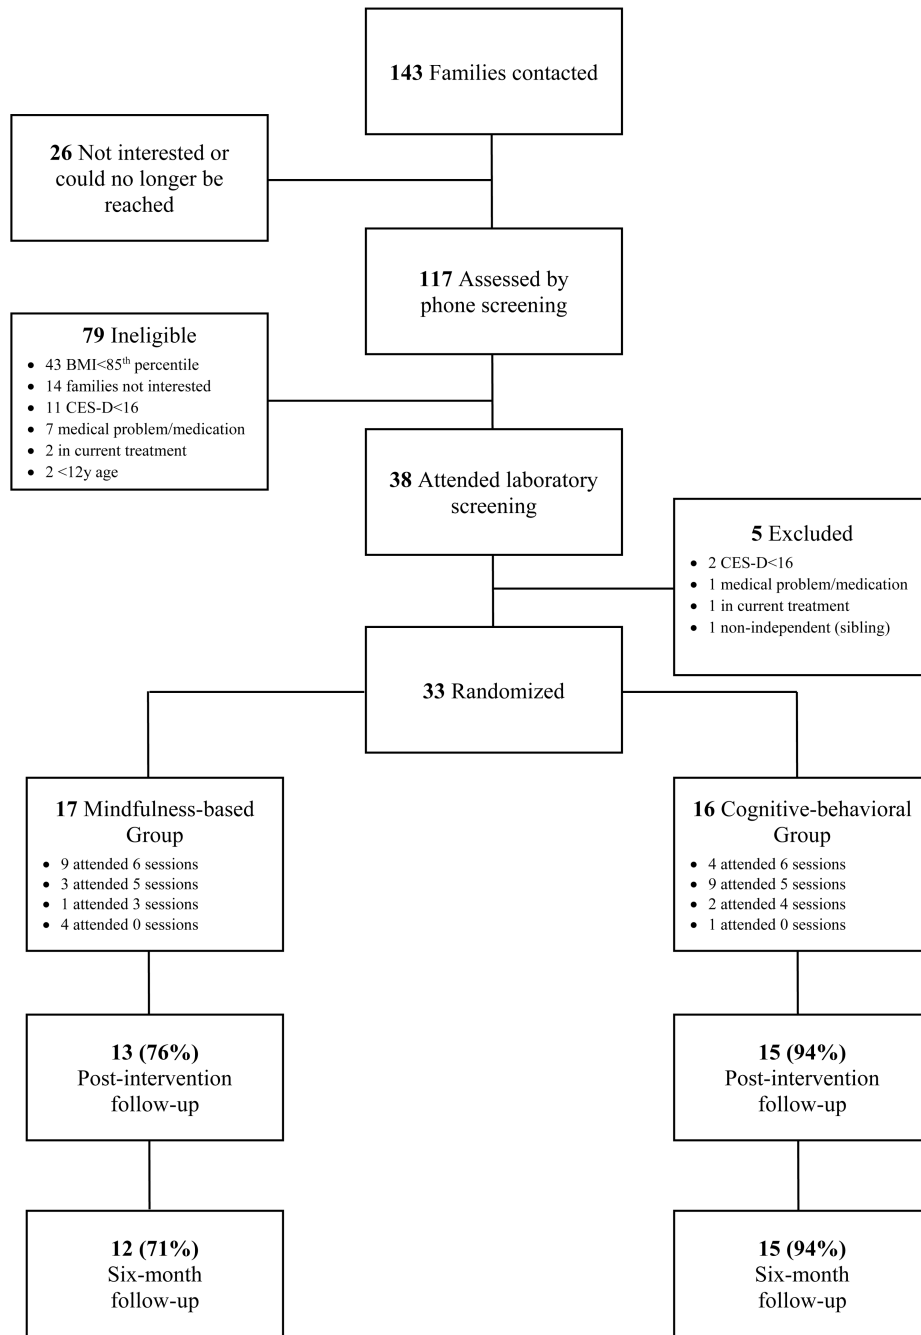 143 Families contacted
26 Not interested or
could no longer be
reached
117 Assessed by
phone screening
79 Ineligible
• 43 BMI<85th percentile
• 14 families not interested
• 11 CES-D<16
• 7 medical problem/medication
• 2 in current treatment
• 2 <12y age
38 Attended laboratory
screening
5 Excluded
• 2 CES-D<16
• 1 medical problem/medication
• 1 in current treatment
• 1 non-independent (sibling)
33 Randomized
17 Mindfulness-based
Group
• 9 attended 6 sessions
• 3 attended 5 sessions
• 1 attended 3 sessions
• 4 attended 0 sessions
16 Cognitive-behavioral
Group
• 4 attended 6 sessions
• 9 attended 5 sessions
• 2 attended 4 sessions
• 1 attended 0 sessions
13 (76%)
Post-intervention
follow-up
15 (94%)
Post-intervention
follow-up
12 (71%)
Six-month
follow-up
15 (94%)
Six-month
follow-up